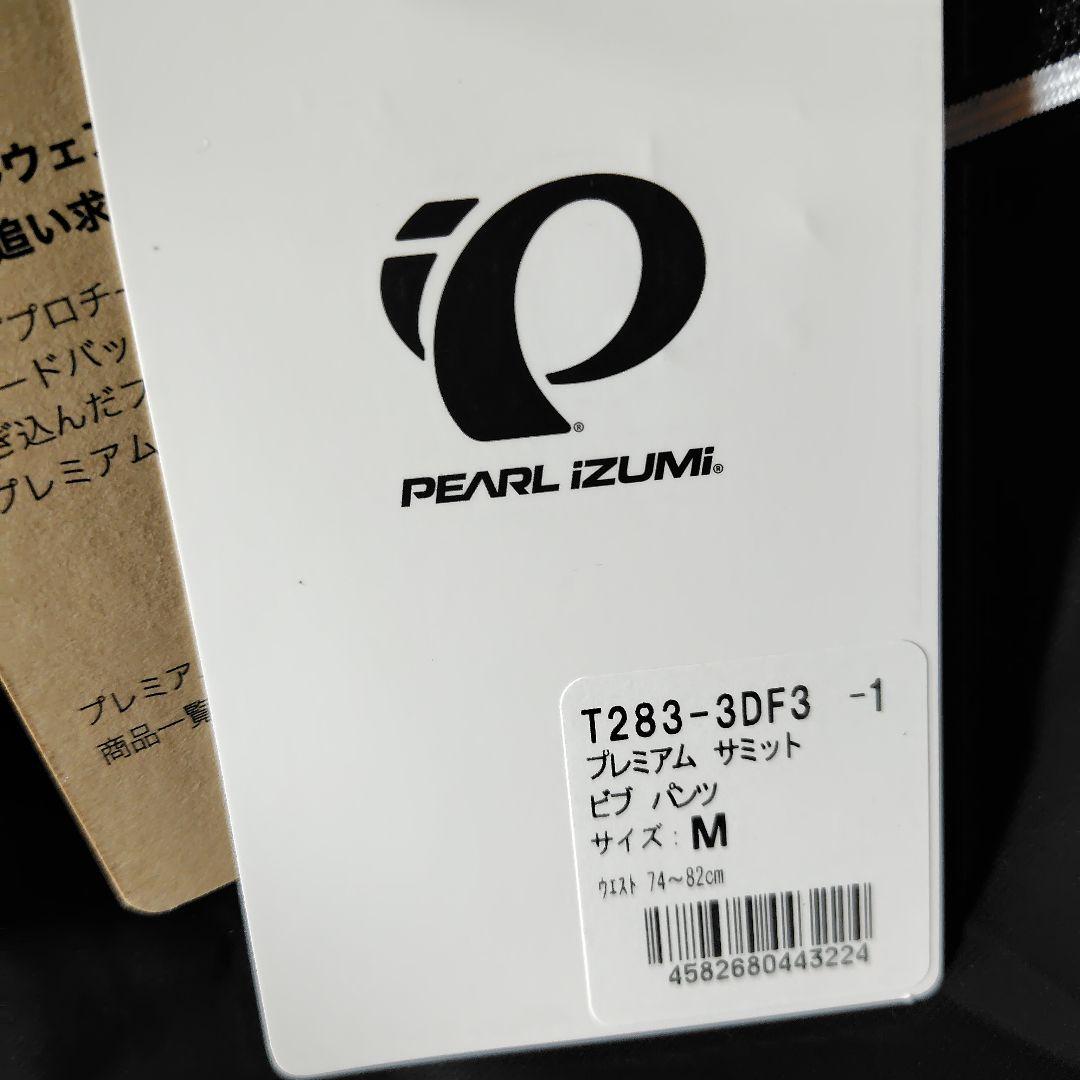 ウェ
追い求
プロチー
ードバッ
込んだフ
プレミアム
プレミア
商品一覧
PEARL iZUMi®
T283-3DF3 -1
プレミアム サミット
ビブ パンツ
サイズ: M
ウエスト 74～82cm
4582680443224